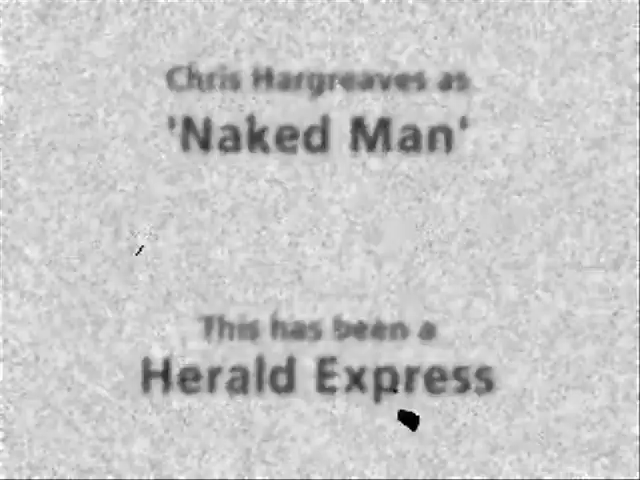 Chris Hargreaves as
'Naked Man'
This has been a
Herald Express